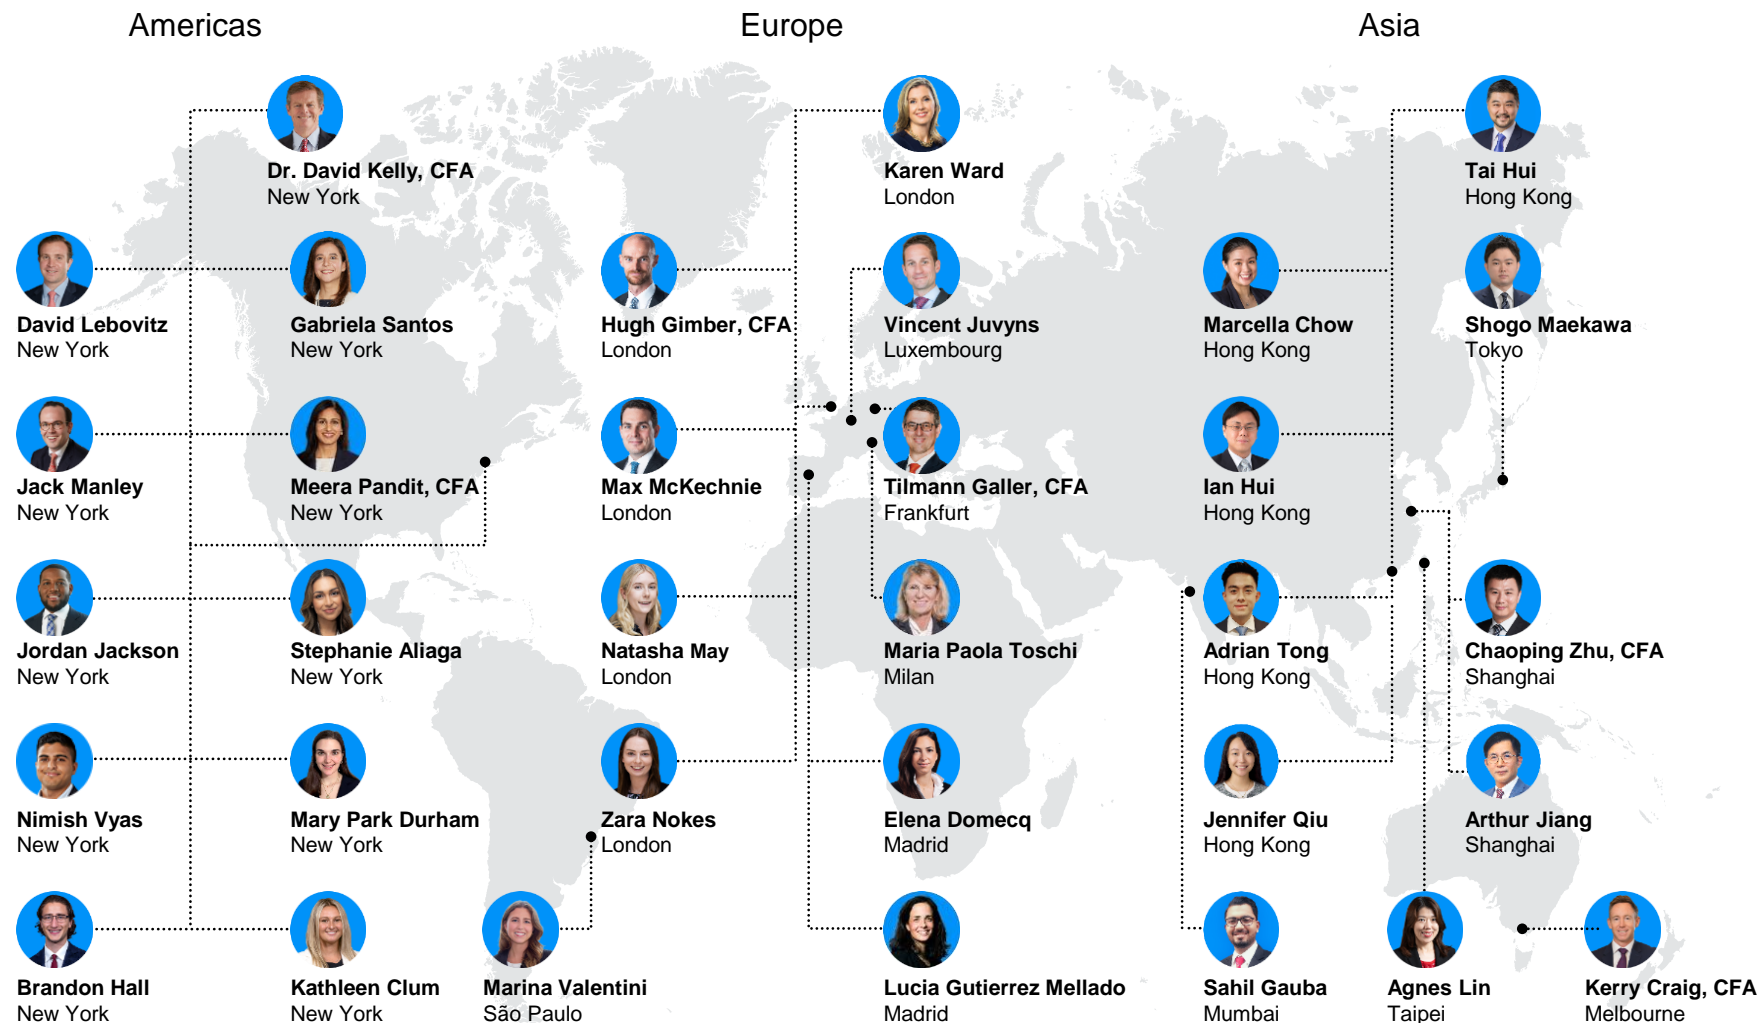 Americas
Europe
Asia
Dr. David Kelly, CFA
New York
Karen Ward
London
Tai Hui
Hong Kong
David Lebovitz
New York
Gabriela Santos
New York
Hugh Gimber, CFA
London
Vincent Juvyns
Luxembourg
Marcella Chow
Hong Kong
Shogo Maekawa
Tokyo
Jack Manley
New York
Meera Pandit, CFA
New York
Max McKechnie
London
Tilmann Galler, CFA
Frankfurt
Ian Hui
Hong Kong
Jordan Jackson
New York
Stephanie Aliaga
New York
Natasha May
London
Maria Paola Toschi
Milan
Adrian Tong
Hong Kong
Chaoping Zhu, CFA
Shanghai
Nimish Vyas
New York
Mary Park Durham
New York
Zara Nokes
London
Elena Domecq
Madrid
Jennifer Qiu
Hong Kong
Arthur Jiang
Shanghai
Brandon Hall
New York
Kathleen Clum
New York
Marina Valentini
São Paulo
Lucia Gutierrez Mellado
Madrid
Sahil Gauba
Mumbai
Agnes Lin
Taipei
Kerry Craig, CFA
Melbourne